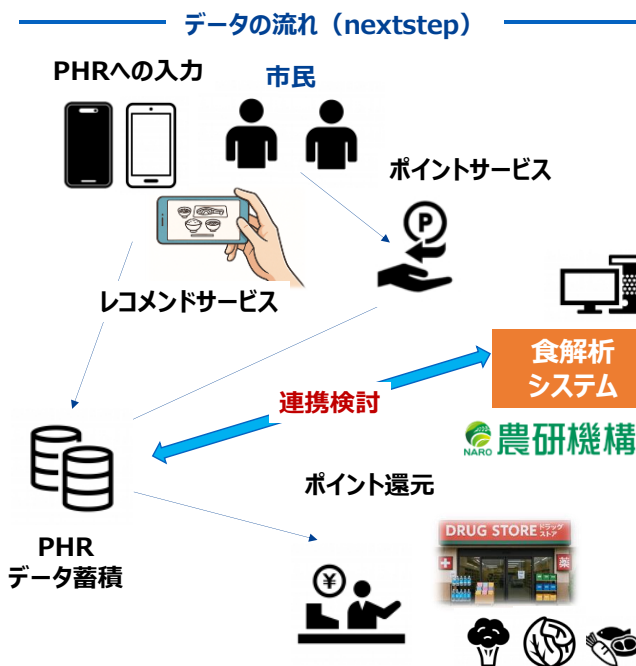 データの流れ（nextstep）
PHRへの入力
市民
ポイントサービス
P
レコメンドサービス
食解析
システム
連携検討
NARO 農研機構
ポイント還元
PHR
データ蓄積
DRUG STORE ドラッグ
ストア
薬
¥